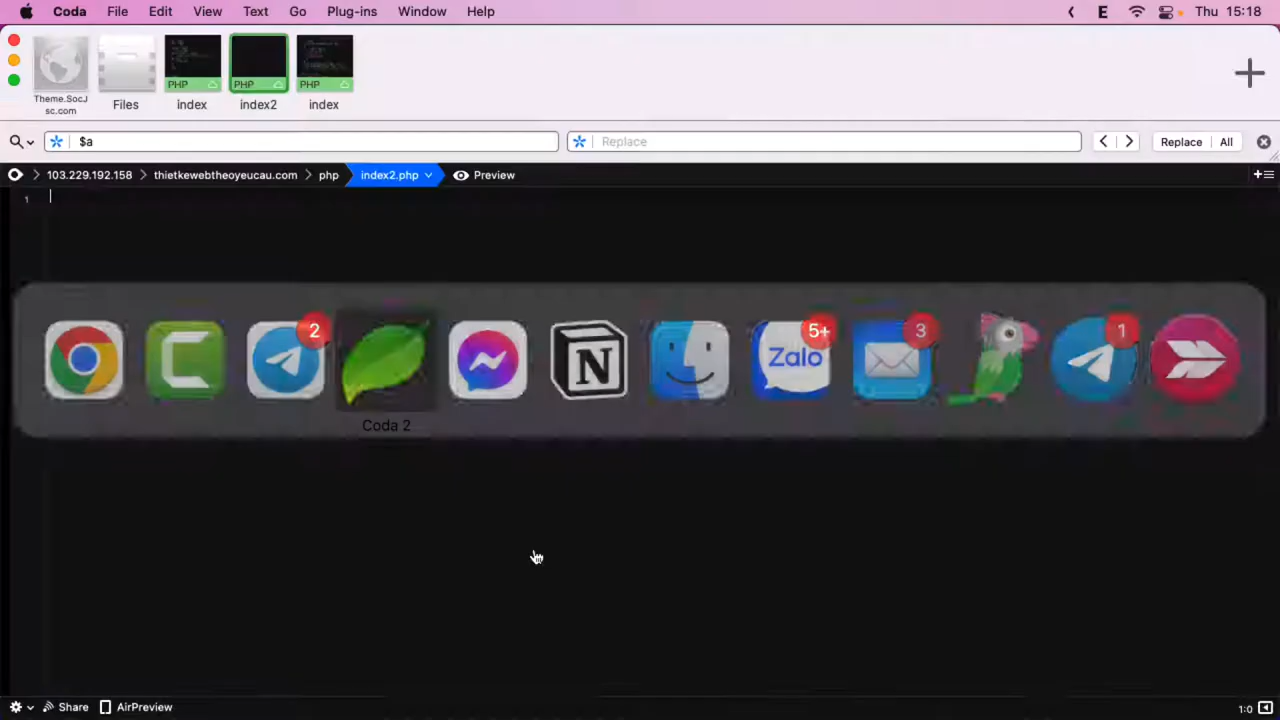 Coda File Edit View Text Go Plug-ins Window Help E Thu 15:18
Theme.SocJ
sc.com
Files
PHP
index
PHP
index2
PHP
index
$a
Replace
Replace All
103.229.192.158 thietkewebtheoyeucau.com php index2.php Preview
1
2
N
Zalo
5+
3
1
Coda 2
Share AirPreview 1:0